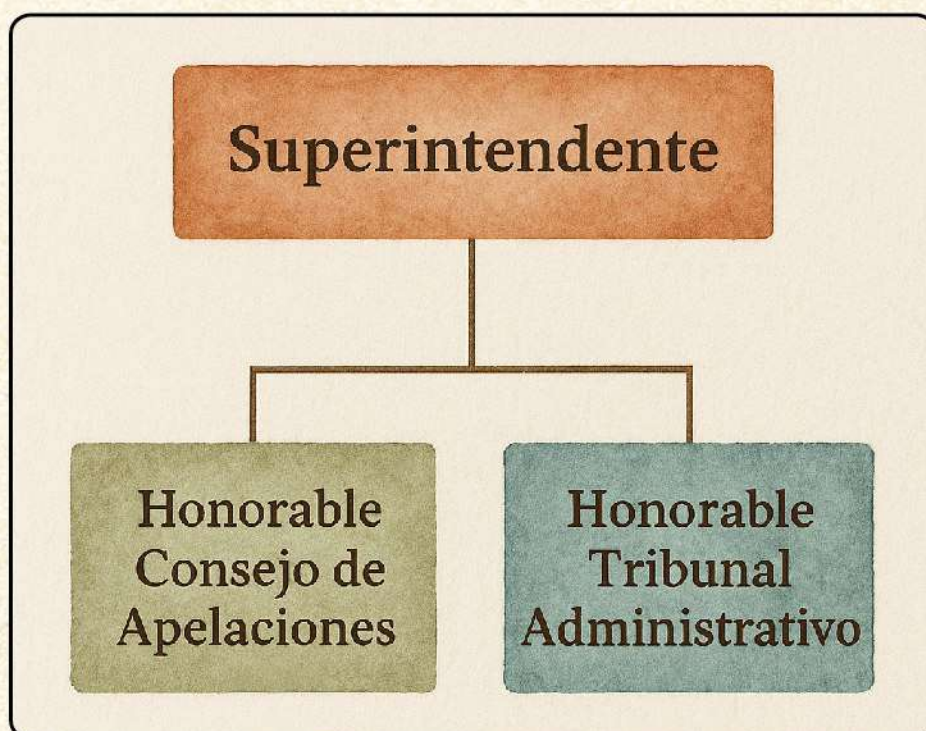 Superintendente
Honorable
Consejo de
Apelaciones
Honorable
Tribunal
Administrativo